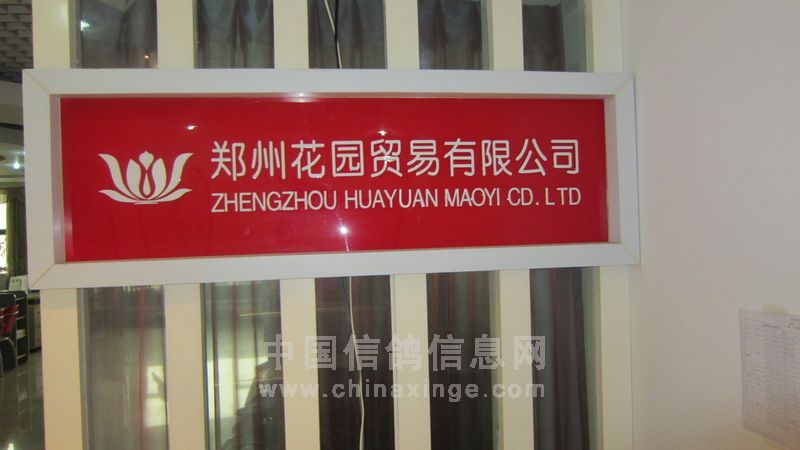 郑州花园贸易有限公司
ZHENGZHOU HUAYUAN MAOYI CD. LTD
中国信鸽信息网
www.chinaxinge.com